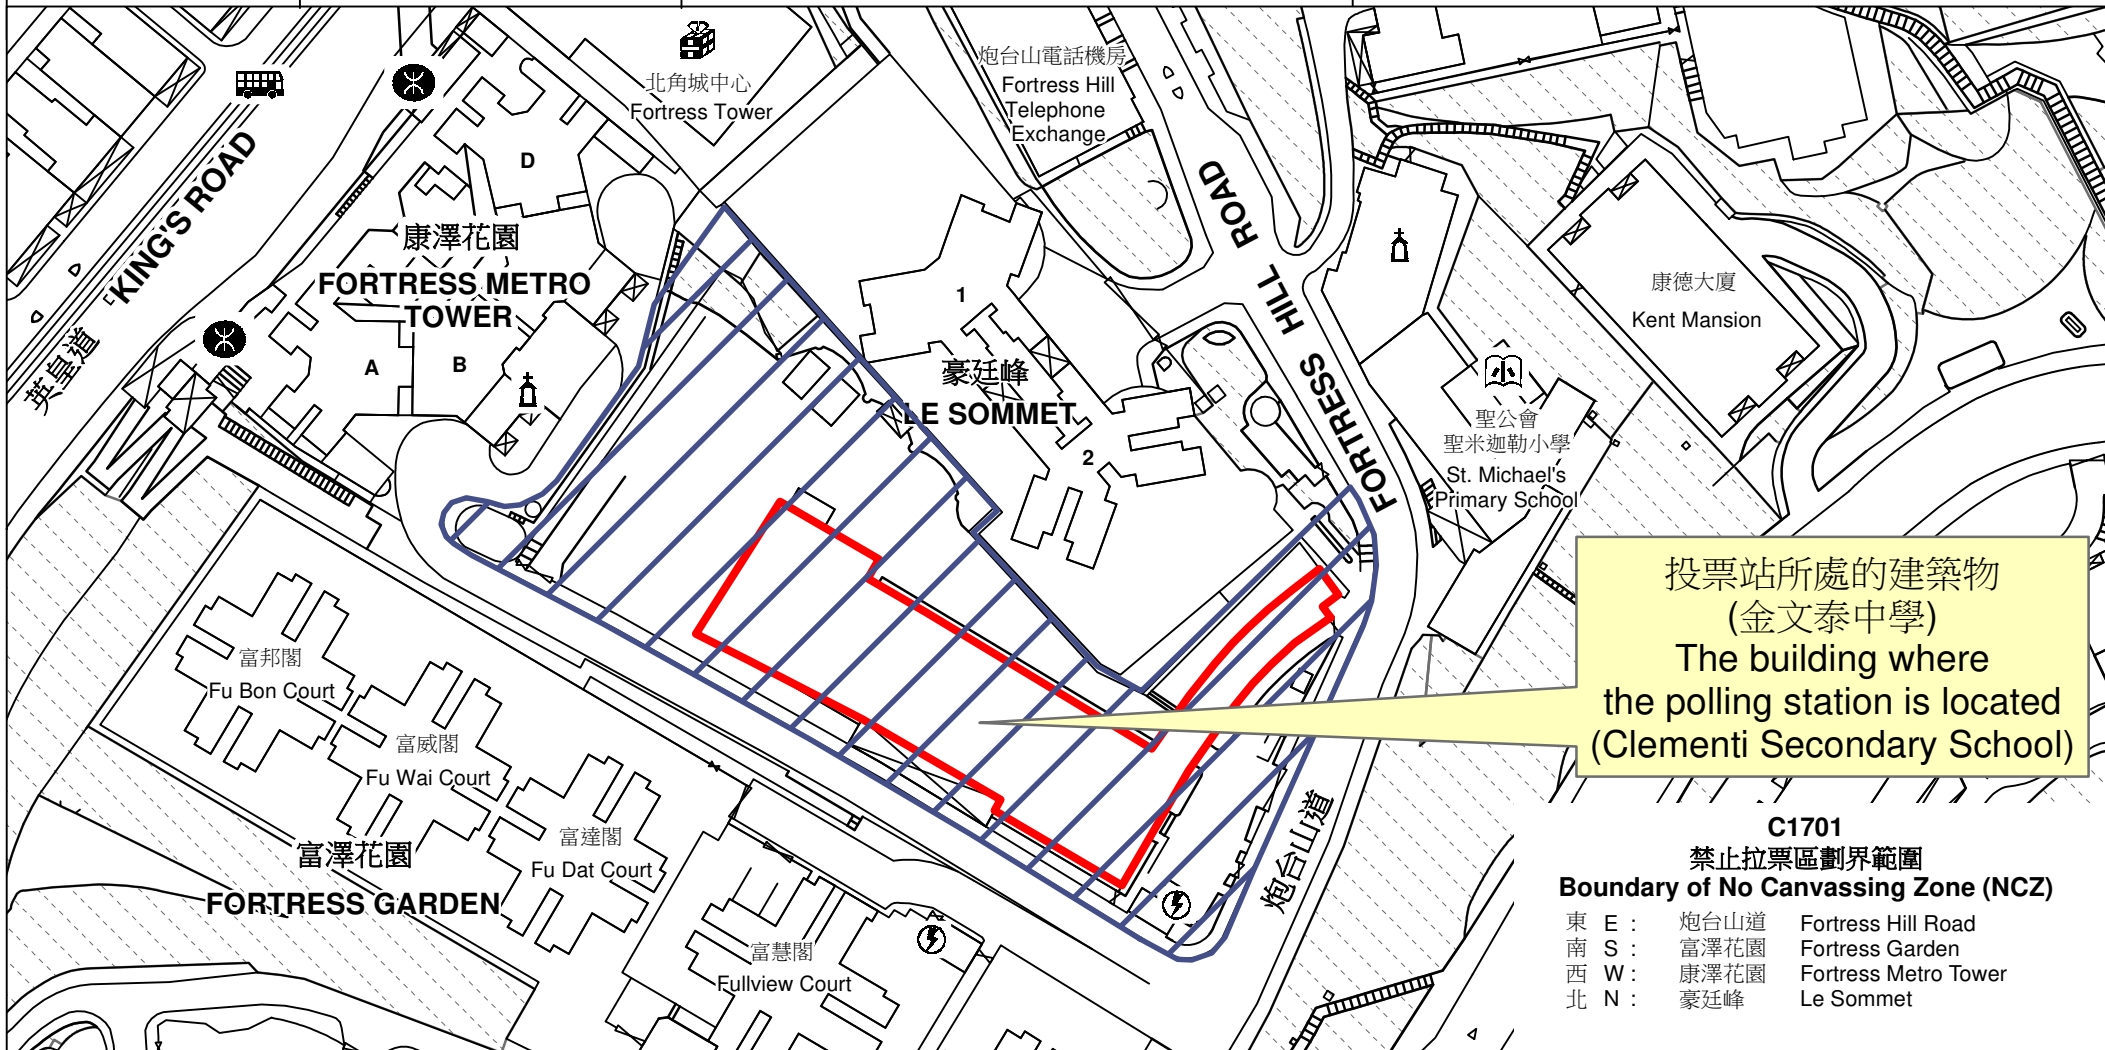 北角城中心
Fortress Tower
炮台山電話機房
Fortress Hill
Telephone
Exchange
KING'S ROAD
英皇道
D
康澤花園
FORTRESS METRO
TOWER
A
B
1
豪廷峰
LE SOMMET
2
FORTRESS HILL ROAD
康德大廈
Kent Mansion
聖公會
聖米迦勒小學
St. Michael's
Primary School
投票站所處的建築物
(金文泰中學)
The building where
the polling station is located
(Clementi Secondary School)
富邦閣
Fu Bon Court
富威閣
Fu Wai Court
富達閣
Fu Dat Court
富澤花園
FORTRESS GARDEN
富慧閣
Fullview Court
炮台山道
C1701
禁止拉票區劃界範圍
Boundary of No Canvassing Zone (NCZ)
東 E : 炮台山道 Fortress Hill Road
南 S : 富澤花園 Fortress Garden
西 W : 康澤花園 Fortress Metro Tower
北 N : 豪廷峰 Le Sommet